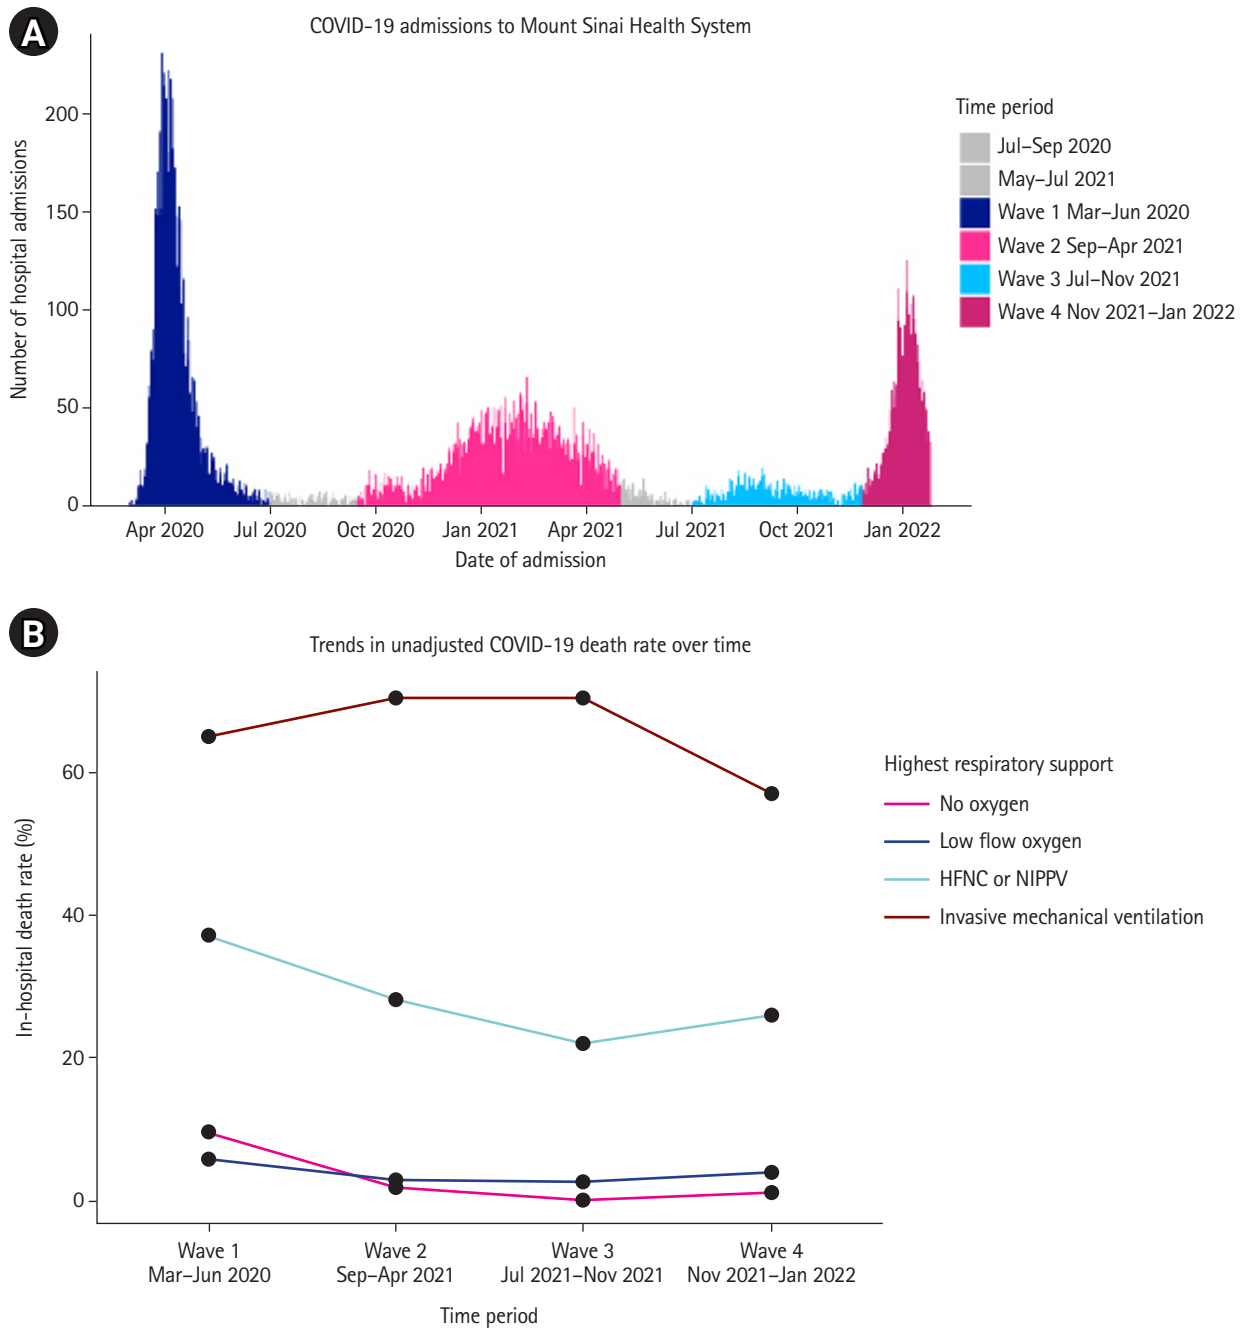 A
COVID-19 admissions to Mount Sinai Health System
Number of hospital admissions
200
150
100
50
0
Apr 2020 Jul 2020 Oct 2020 Jan 2021 Apr 2021 Jul 2021 Oct 2021 Jan 2022
Date of admission
Time period
Jul–Sep 2020
May–Jul 2021
Wave 1 Mar–Jun 2020
Wave 2 Sep–Apr 2021
Wave 3 Jul–Nov 2021
Wave 4 Nov 2021–Jan 2022
B
Trends in unadjusted COVID-19 death rate over time
In-hospital death rate (%)
60
40
20
0
Wave 1 Wave 2 Wave 3 Wave 4
Mar–Jun 2020 Sep–Apr 2021 Jul 2021–Nov 2021 Nov 2021–Jan 2022
Time period
Highest respiratory support
No oxygen
Low flow oxygen
HFNC or NIPPV
Invasive mechanical ventilation